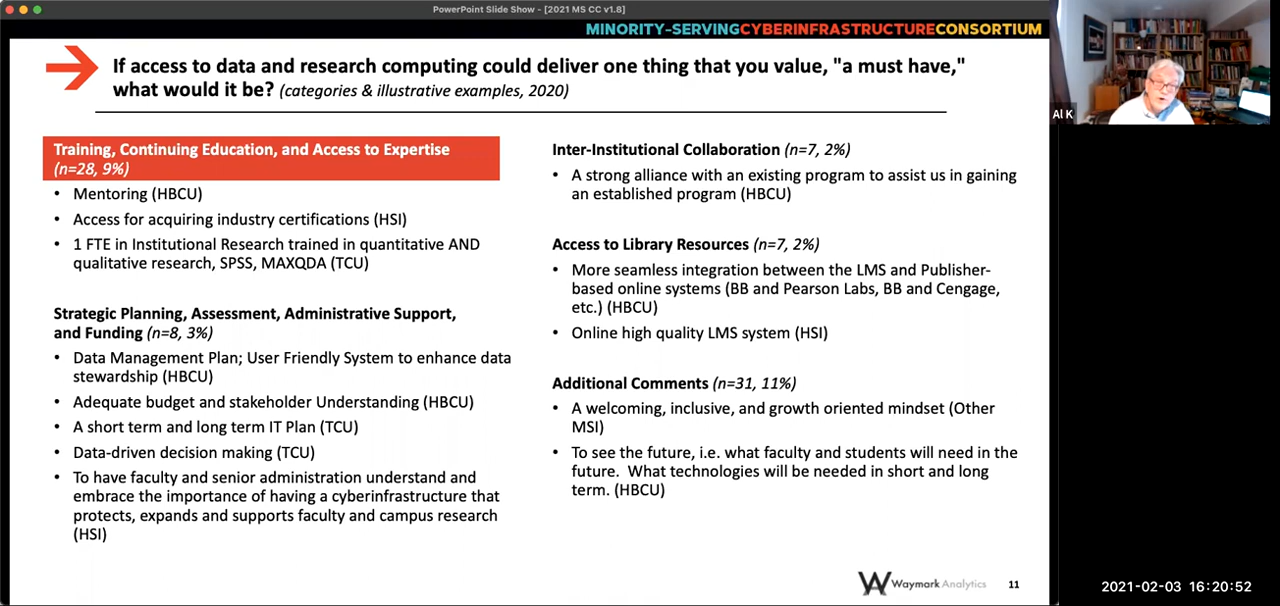 PowerPoint Slide Show - [2021 MS CC v1.8]
MINORITY-SERVINGCYBERINFRASTRUCTURECONSORTIUM
If access to data and research computing could deliver one thing that you value, "a must have,"
what would it be? (categories & illustrative examples, 2020)
Training, Continuing Education, and Access to Expertise
(n=28, 9%)
• Mentoring (HBCU)
• Access for acquiring industry certifications (HSI)
• 1 FTE in Institutional Research trained in quantitative AND
qualitative research, SPSS, MAXQDA (TCU)
Strategic Planning, Assessment, Administrative Support,
and Funding (n=8, 3%)
• Data Management Plan; User Friendly System to enhance data
stewardship (HBCU)
• Adequate budget and stakeholder Understanding (HBCU)
• A short term and long term IT Plan (TCU)
• Data-driven decision making (TCU)
• To have faculty and senior administration understand and
embrace the importance of having a cyberinfrastructure that
protects, expands and supports faculty and campus research
(HSI)
Inter-Institutional Collaboration (n=7, 2%)
• A strong alliance with an existing program to assist us in gaining
an established program (HBCU)
Access to Library Resources (n=7, 2%)
• More seamless integration between the LMS and Publisher-
based online systems (BB and Pearson Labs, BB and Cengage,
etc.) (HBCU)
• Online high quality LMS system (HSI)
Additional Comments (n=31, 11%)
• A welcoming, inclusive, and growth oriented mindset (Other
MSI)
• To see the future, i.e. what faculty and students will need in the
future.  What technologies will be needed in short and long
term. (HBCU)
Waymark Analytics
11
Al K
2021-02-03 16:20:52